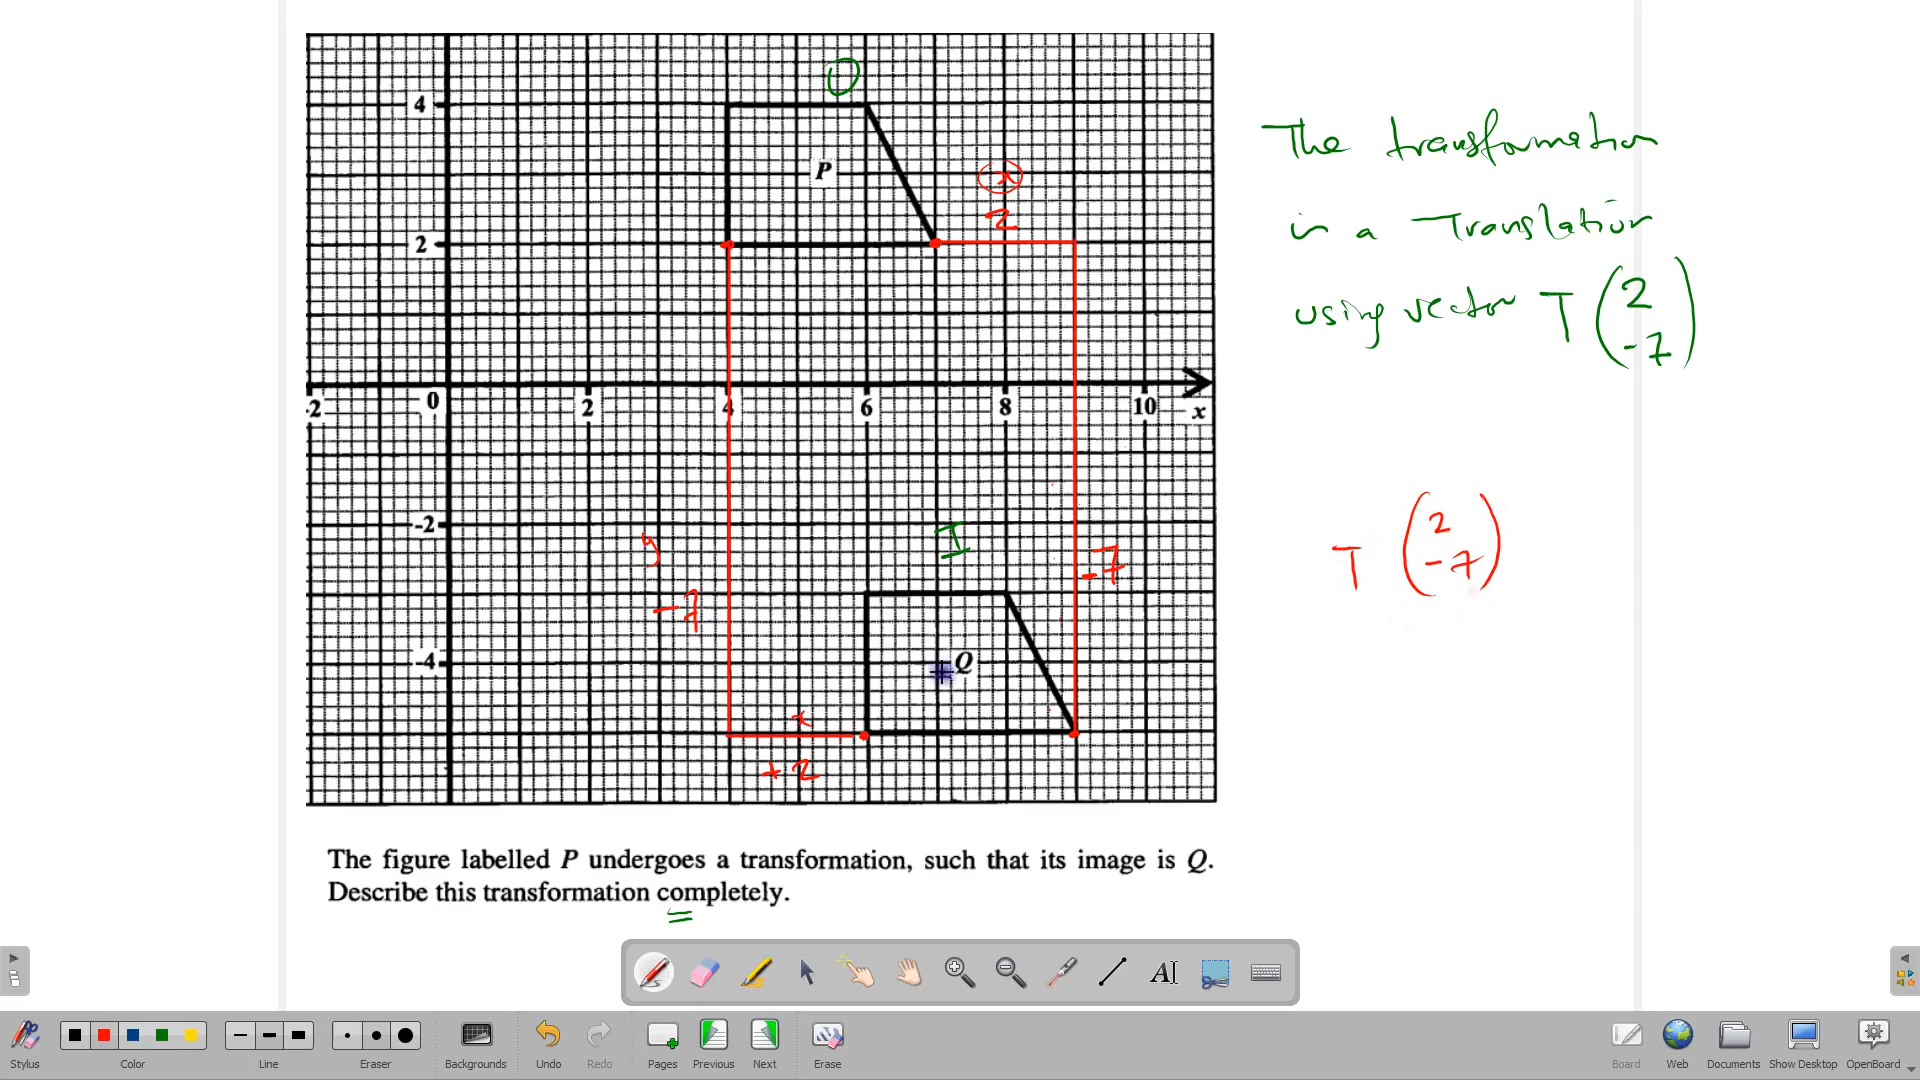 O
4
P
x
2
2
The transformation
in a Translation
using vector T ( 2
-7 )
-2
0
2
4
6
8
10
x
-2
y
-7
I
-7
T ( 2
-7 )
-4
Q
x
+2
The figure labelled P undergoes a transformation, such that its image is Q.
Describe this transformation completely.
Stylus
Color
Line
Eraser
Backgrounds
Undo
Redo
Pages
Previous
Next
Erase
Board
Web
Documents
Show Desktop
OpenBoard